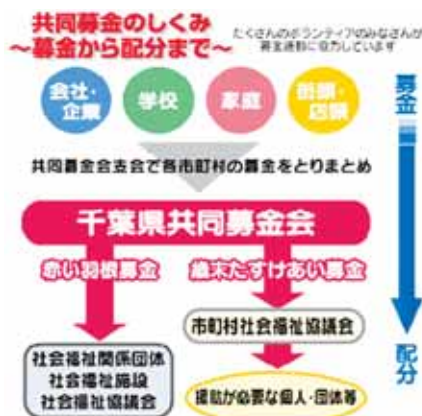 共同募金のしくみ
～募金から配分まで～
たくさんのボランティアのみなさんが
募金運動に協力しています
会社・
企業
学校
家庭
街頭・
店頭
募金
共同募金会支会で各市町村の募金をとりまとめ
千葉県共同募金会
赤い羽根募金
歳末たすけあい募金
市町村社会福祉協議会
社会福祉関係団体
社会福祉施設
社会福祉協議会
援助が必要な個人・団体等
配分